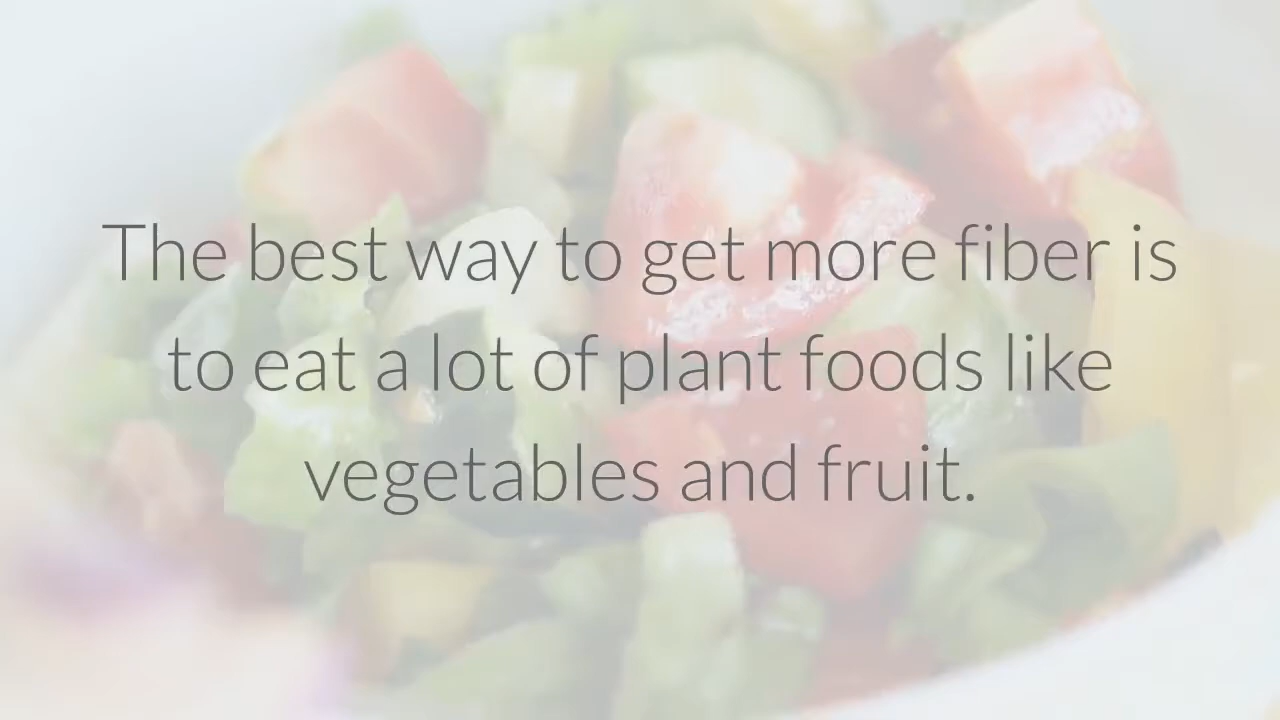 The best way to get more fiber is
to eat a lot of plant foods like
vegetables and fruit.